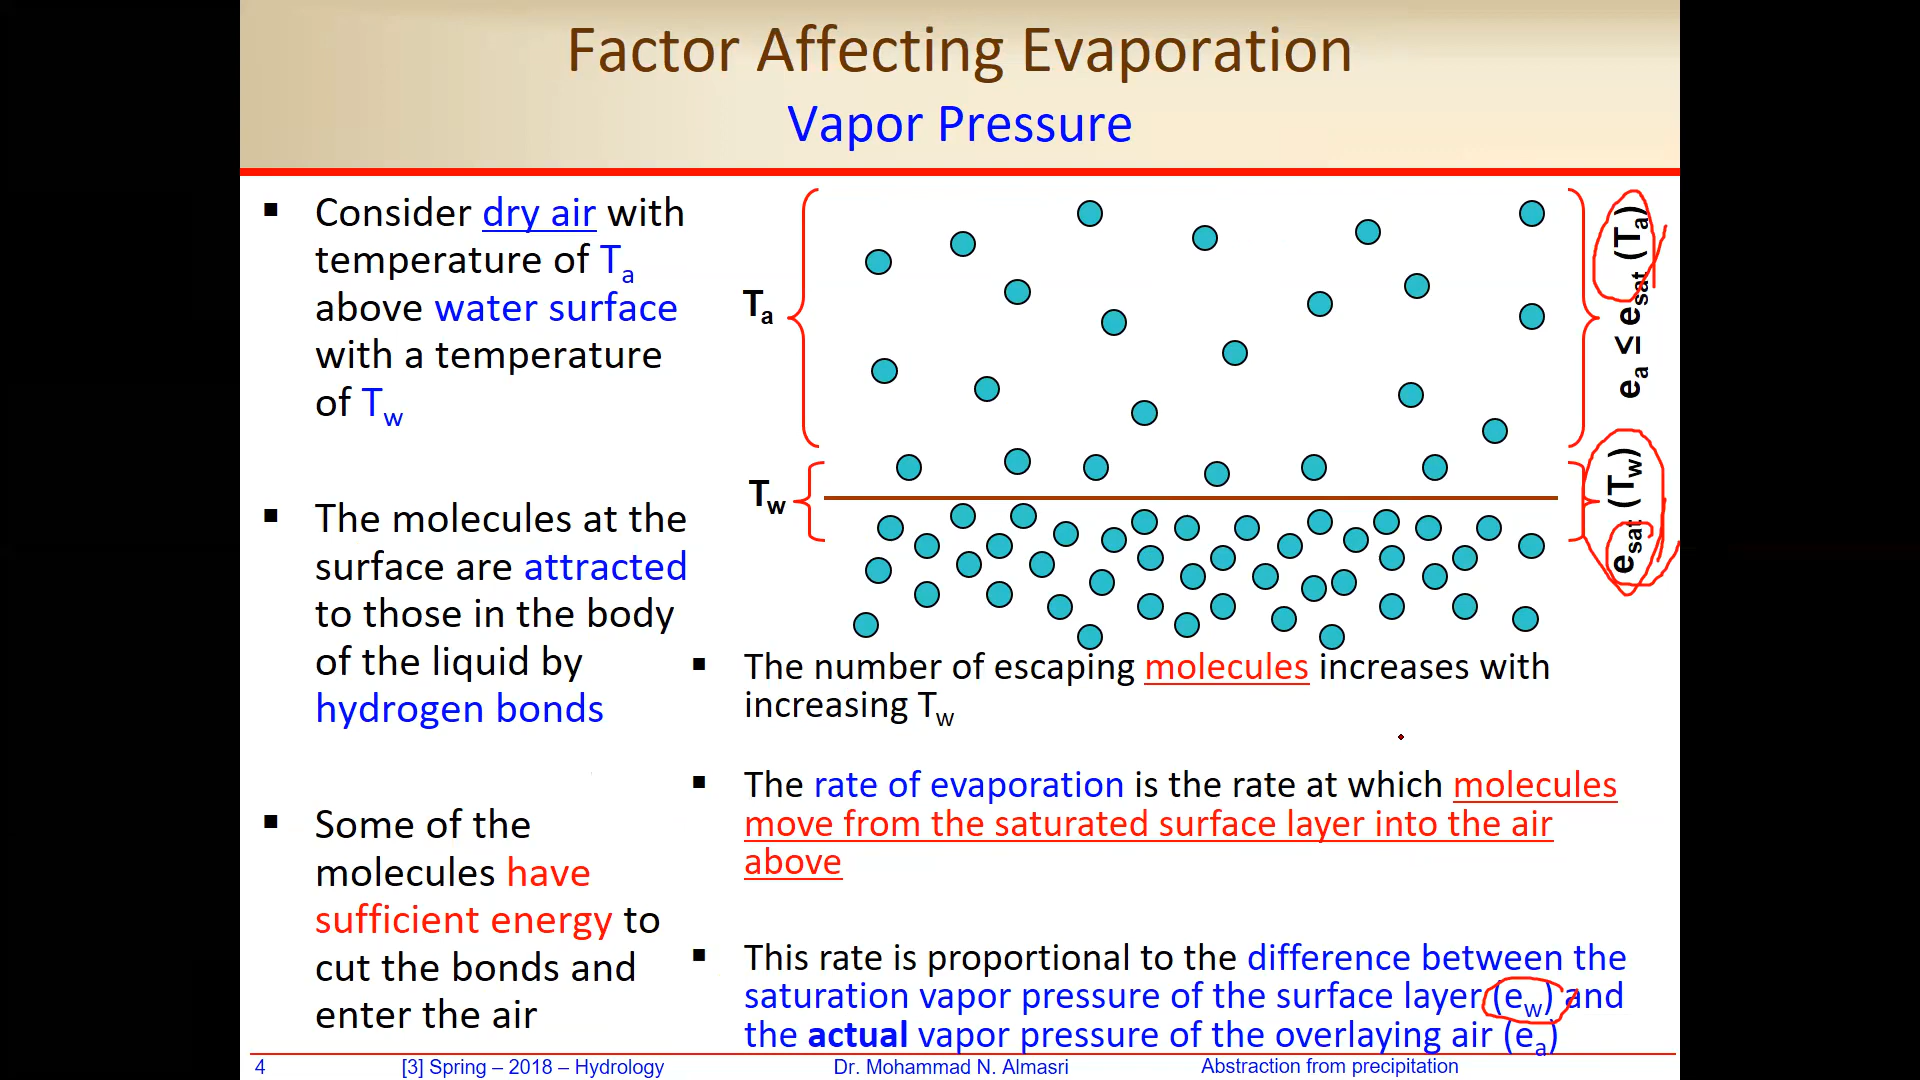 Factor Affecting Evaporation
Vapor Pressure
▪ Consider dry air with
temperature of Tₐ
above water surface
with a temperature
of T_w
▪ The molecules at the
surface are attracted
to those in the body
of the liquid by
hydrogen bonds
▪ Some of the
molecules have
sufficient energy to
cut the bonds and
enter the air
Tₐ
T_w
eₐ ≤ e_sat (Tₐ)
e_sat (T_w)
▪ The number of escaping molecules increases with
increasing T_w
▪ The rate of evaporation is the rate at which molecules
move from the saturated surface layer into the air
above
▪ This rate is proportional to the difference between the
saturation vapor pressure of the surface layer (e_w) and
the actual vapor pressure of the overlaying air (eₐ)
4
[3] Spring – 2018 – Hydrology
Dr. Mohammad N. Almasri
Abstraction from precipitation